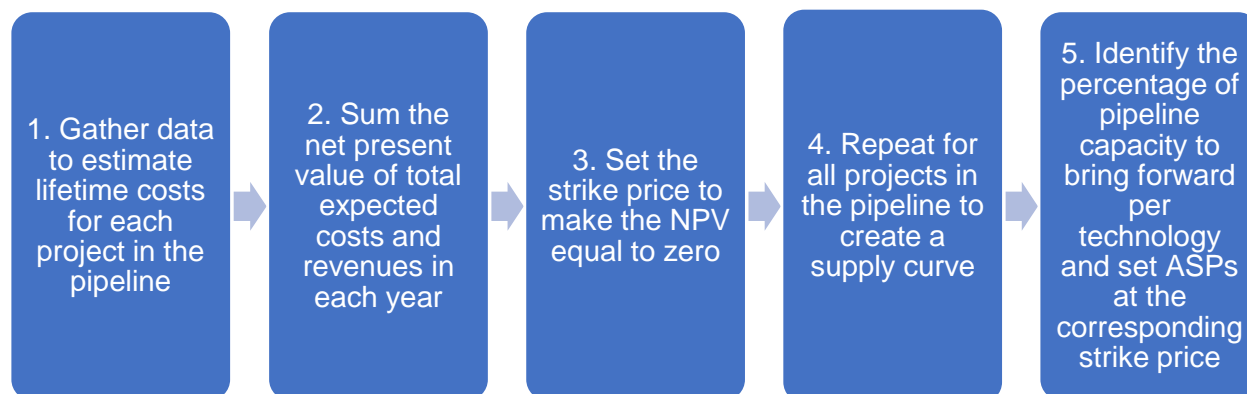 1. Gather data
to estimate
lifetime costs
for each
project in the
pipeline
2. Sum the
net present
value of total
expected
costs and
revenues in
each year
3. Set the
strike price to
make the NPV
equal to zero
4. Repeat for
all projects in
the pipeline to
create a
supply curve
5. Identify the
percentage of
pipeline
capacity to
bring forward
per
technology
and set ASPs
at the
corresponding
strike price